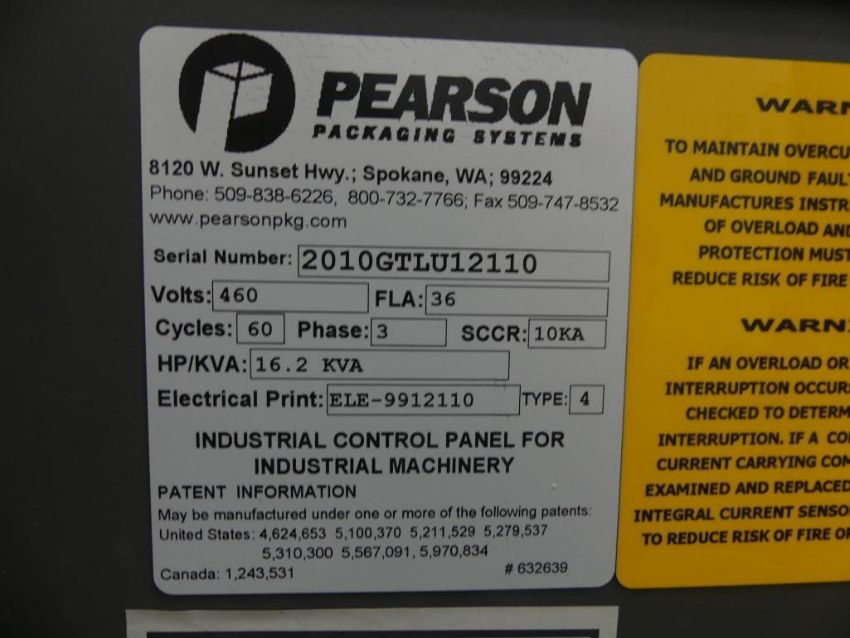 PEARSON
PACKAGING SYSTEMS
8120 W. Sunset Hwy.; Spokane, WA; 99224
Phone: 509-838-6226, 800-732-7766; Fax 509-747-8532
www.pearsonpkg.com
Serial Number: 2010GTLU12110
Volts: 460 FLA: 36
Cycles: 60 Phase: 3 SCCR: 10KA
HP/KVA: 16.2 KVA
Electrical Print: ELE-9912110 TYPE: 4
INDUSTRIAL CONTROL PANEL FOR
INDUSTRIAL MACHINERY
PATENT INFORMATION
May be manufactured under one or more of the following patents:
United States: 4,624,653 5,100,370 5,211,529 5,279,537
5,310,300 5,567,091, 5,970,834
Canada: 1,243,531 # 632639
WARN
TO MAINTAIN OVERCU
AND GROUND FAUL
MANUFACTURES INSTR
OF OVERLOAD AND
PROTECTION MUST
REDUCE RISK OF FIRE
WARNI
IF AN OVERLOAD OR
INTERRUPTION OCCURS
CHECKED TO DETERM
INTERRUPTION. IF A CO
CURRENT CARRYING COM
EXAMINED AND REPLACED
INTEGRAL CURRENT SENSO
TO REDUCE RISK OF FIRE OR